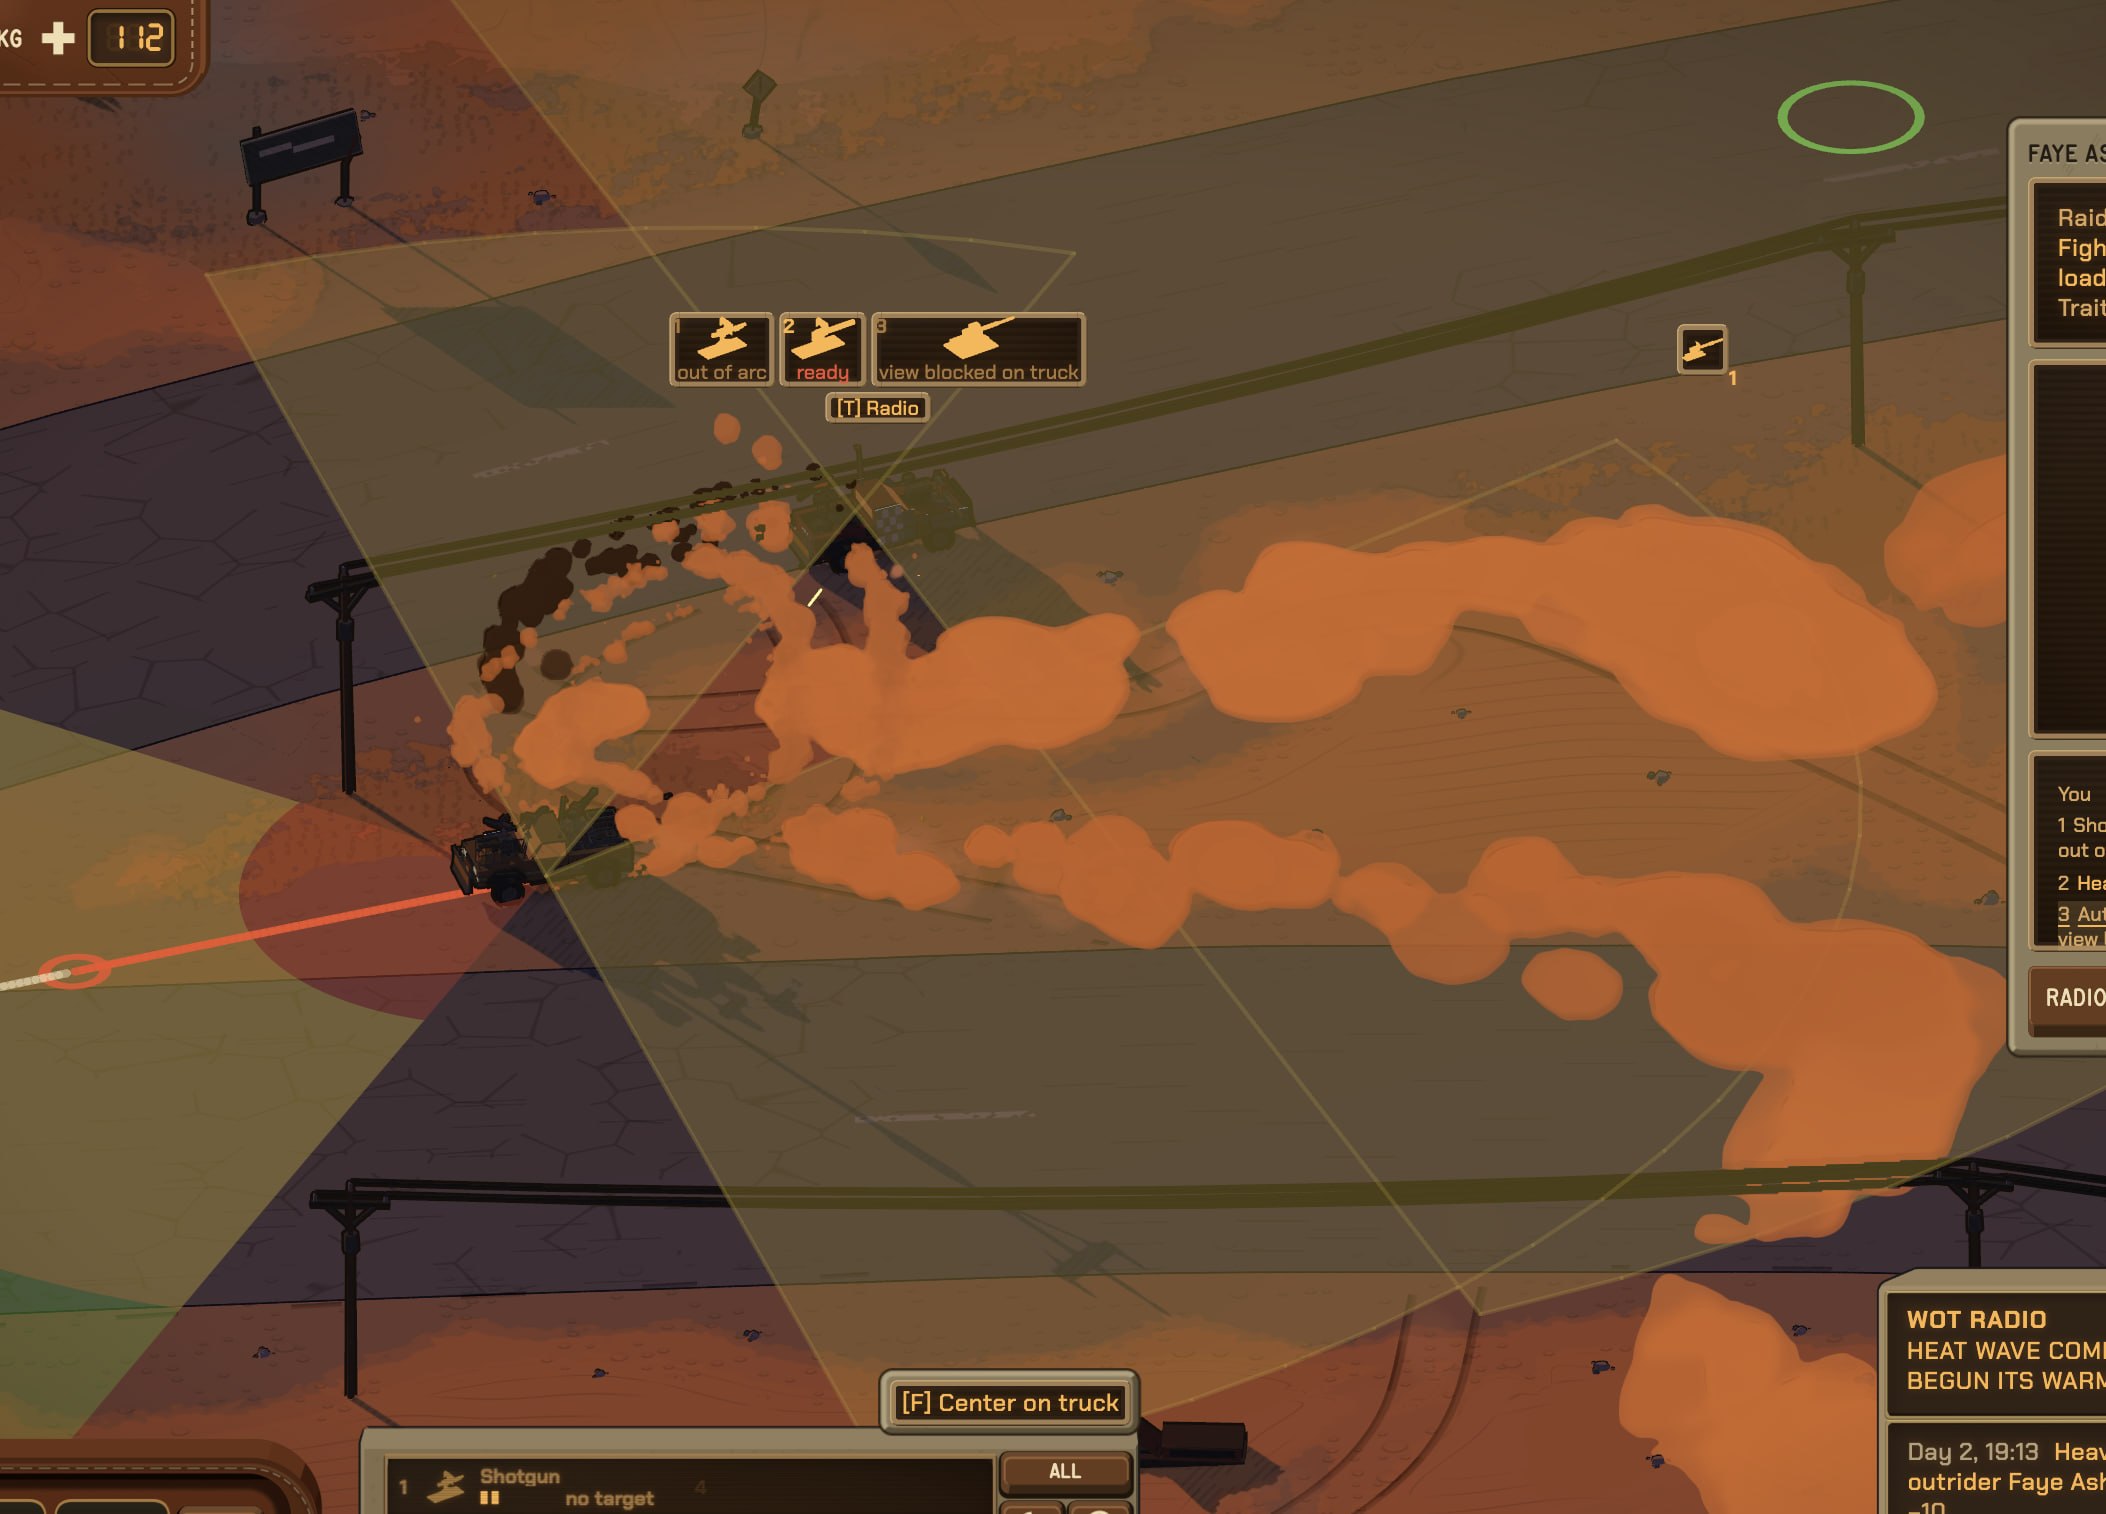 KG 112
FAYE AS
Raid
Figh
load
Trait
1 2 3
out of arc ready view blocked on truck
[T] Radio
1
You
1 Sho
out o
2 Hea
3 Aut
view
RADIO
WOT RADIO
HEAT WAVE COM
BEGUN ITS WARM
[F] Center on truck
Day 2, 19:13 Heav
outrider Faye Ash
-10
1 Shotgun
no target 4
ALL